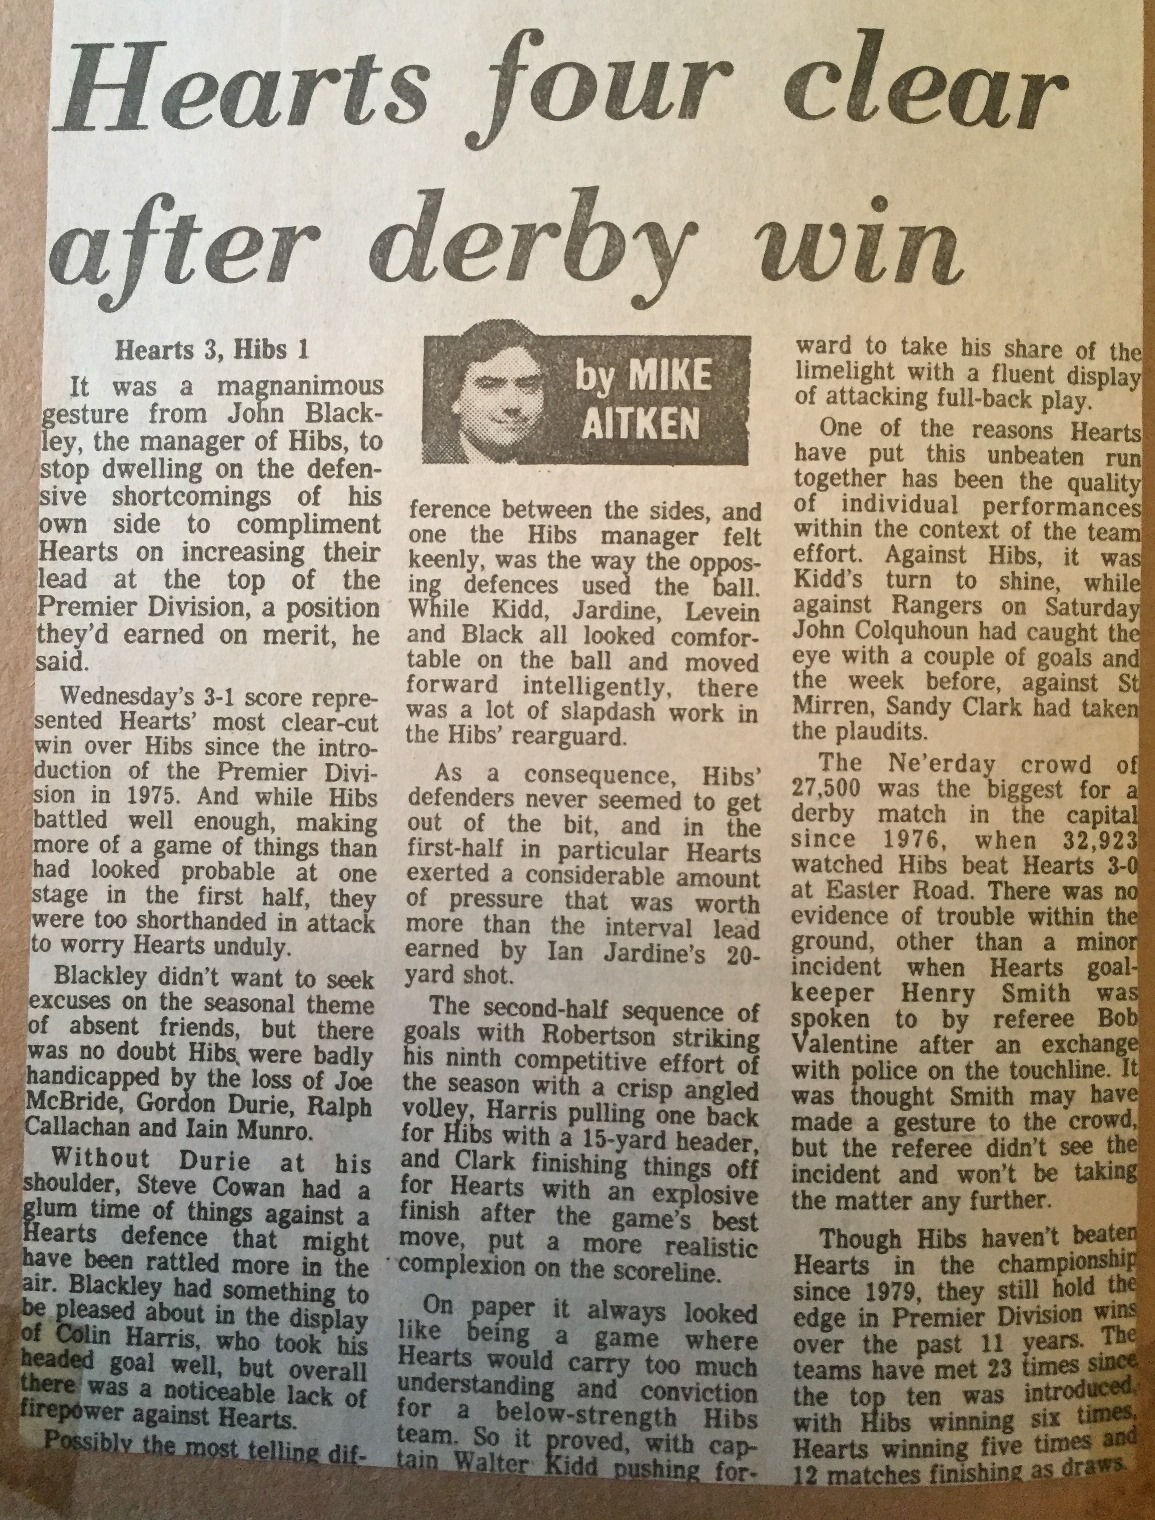 Hearts four clear
after derby win
Hearts 3, Hibs 1
It was a magnanimous
gesture from John Black-
ley, the manager of Hibs, to
stop dwelling on the defen-
sive shortcomings of his
own side to compliment
Hearts on increasing their
lead at the top of the
Premier Division, a position
they'd earned on merit, he
said.
Wednesday's 3-1 score repre-
sented Hearts' most clear-cut
win over Hibs since the intro-
duction of the Premier Divi-
sion in 1975. And while Hibs
battled well enough, making
more of a game of things than
had looked probable at one
stage in the first half, they
were too shorthanded in attack
to worry Hearts unduly.
Blackley didn't want to seek
excuses on the seasonal theme
of absent friends, but there
was no doubt Hibs were badly
handicapped by the loss of Joe
McBride, Gordon Durie, Ralph
Callachan and Iain Munro.
Without Durie at his
shoulder, Steve Cowan had a
glum time of things against a
Hearts defence that might
have been rattled more in the
air. Blackley had something to
be pleased about in the display
of Colin Harris, who took his
headed goal well, but overall
there was a noticeable lack of
firepower against Hearts.
Possibly the most telling dif-
by MIKE
AITKEN
ference between the sides, and
one the Hibs manager felt
keenly, was the way the oppos-
ing defences used the ball.
While Kidd, Jardine, Levein
and Black all looked comfor-
table on the ball and moved
forward intelligently, there
was a lot of slapdash work in
the Hibs' rearguard.
As a consequence, Hibs'
defenders never seemed to get
out of the bit, and in the
first-half in particular Hearts
exerted a considerable amount
of pressure that was worth
more than the interval lead
earned by Ian Jardine's 20-
yard shot.
The second-half sequence of
goals with Robertson striking
his ninth competitive effort of
the season with a crisp angled
volley, Harris pulling one back
for Hibs with a 15-yard header,
and Clark finishing things off
for Hearts with an explosive
finish after the game's best
move, put a more realistic
complexion on the scoreline.
On paper it always looked
like being a game where
Hearts would carry too much
understanding and conviction
for a below-strength Hibs
team. So it proved, with cap-
tain Walter Kidd pushing for-
ward to take his share of the
limelight with a fluent display
of attacking full-back play.
One of the reasons Hearts
have put this unbeaten run
together has been the quality
of individual performances
within the context of the team
effort. Against Hibs, it was
Kidd's turn to shine, while
against Rangers on Saturday
John Colquhoun had caught the
eye with a couple of goals and
the week before, against St
Mirren, Sandy Clark had taken
the plaudits.
The Ne'erday crowd of
27,500 was the biggest for a
derby match in the capital
since 1976, when 32,923
watched Hibs beat Hearts 3-0
at Easter Road. There was no
evidence of trouble within the
ground, other than a minor
incident when Hearts goal-
keeper Henry Smith was
spoken to by referee Bob
Valentine after an exchange
with police on the touchline. It
was thought Smith may have
made a gesture to the crowd,
but the referee didn't see the
incident and won't be taking
the matter any further.
Though Hibs haven't beaten
Hearts in the championship
since 1979, they still hold the
edge in Premier Division wins
over the past 11 years. The
teams have met 23 times since
the top ten was introduced,
with Hibs winning six times,
Hearts winning five times and
12 matches finishing as draws.